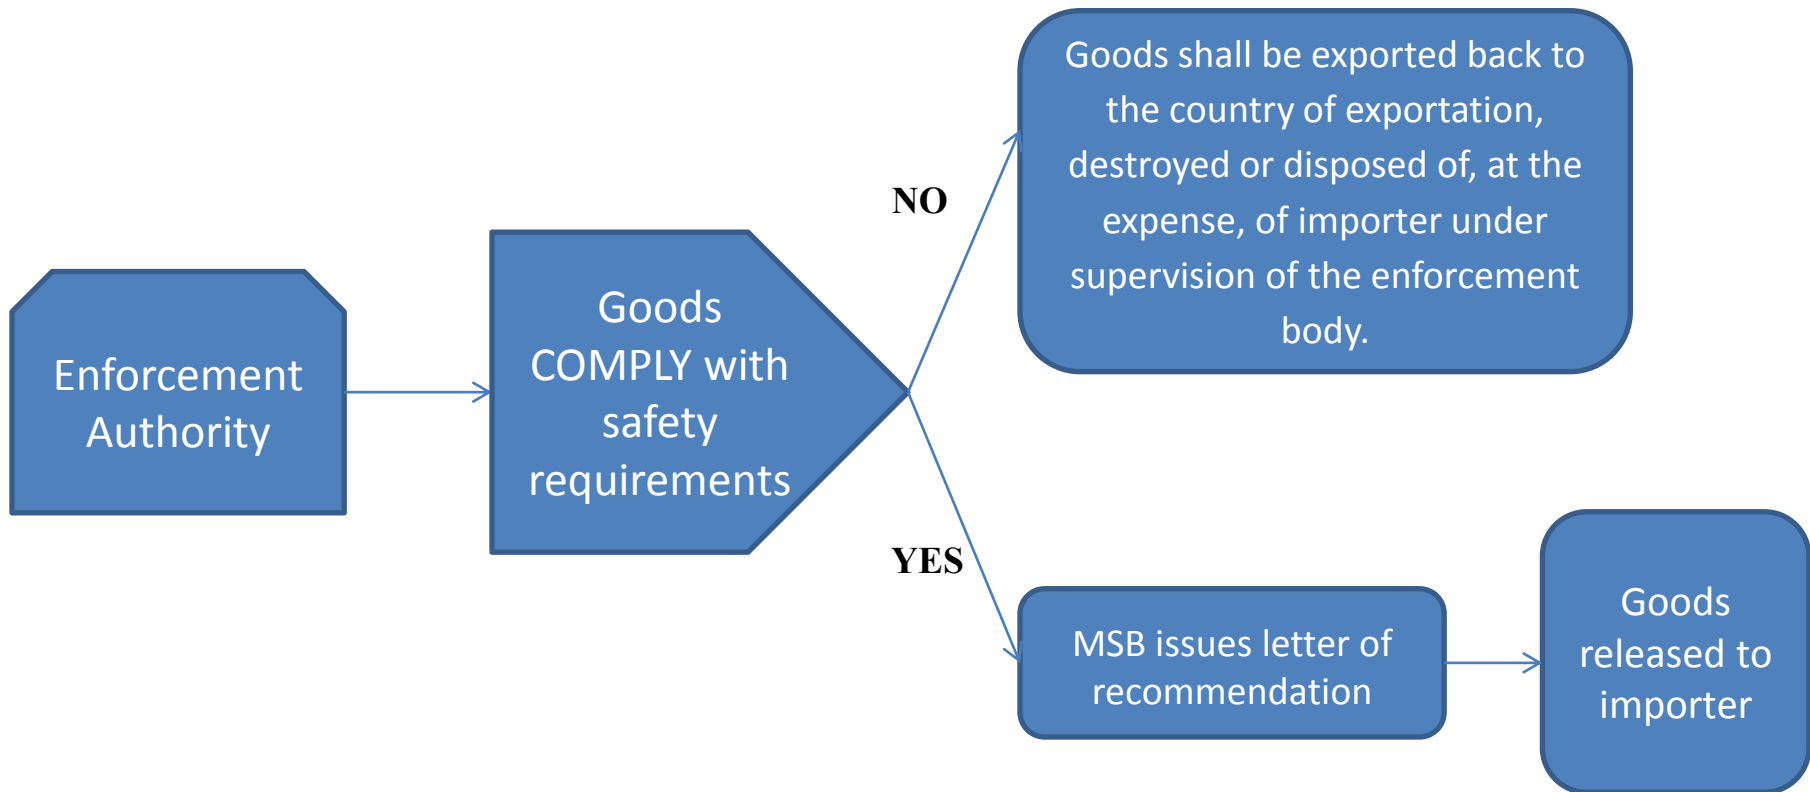 Enforcement
Authority
Goods
COMPLY with
safety
requirements
NO
Goods shall be exported back to
the country of exportation,
destroyed or disposed of, at the
expense, of importer under
supervision of the enforcement
body.
YES
MSB issues letter of
recommendation
Goods
released to
importer